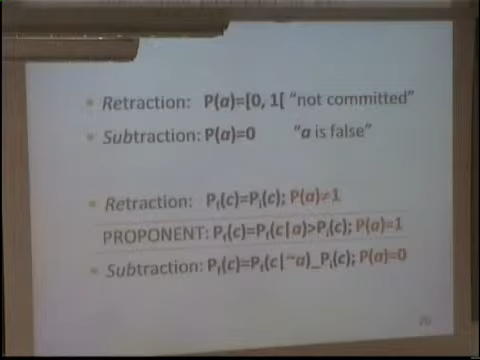 • Retraction: P(a)=[0, 1[ "not committed"
• Subtraction: P(a)=0 "a is false"
• Retraction: Pf(c)=Pi(c); P(a)≠1
PROPONENT: Pf(c)=Pf(c|a)>Pi(c); P(a)=1
• Subtraction: Pf(c)=Pf(c|~a)_Pi(c); P(a)=0